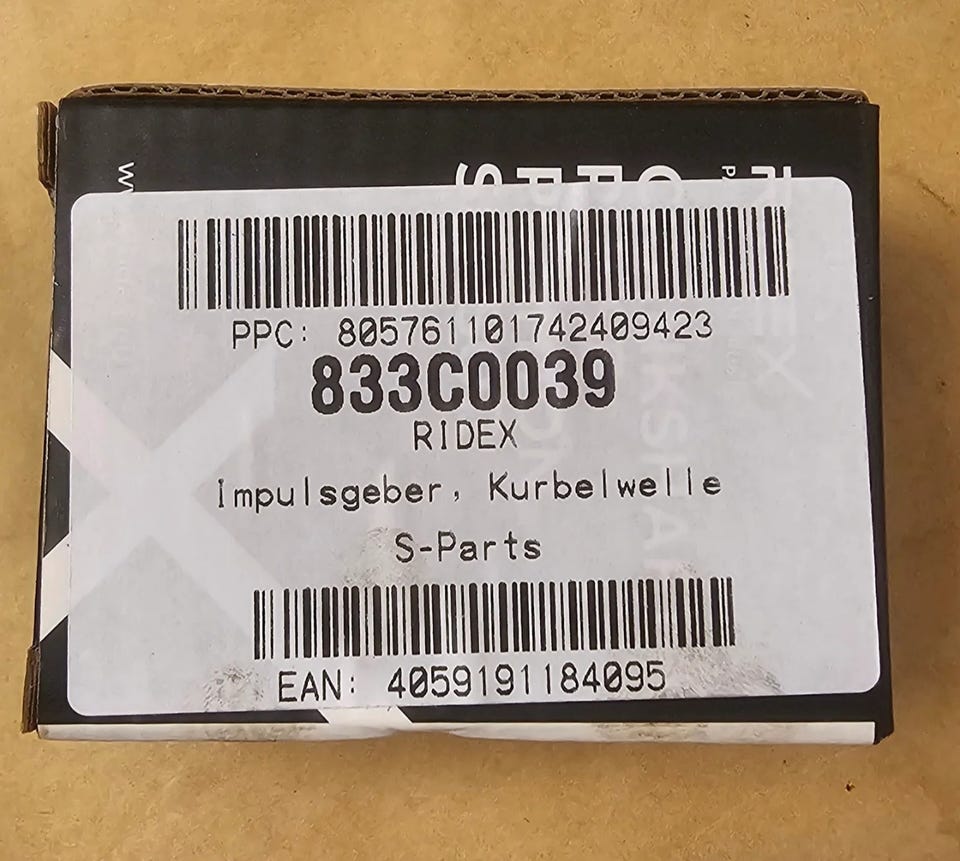 PPC: 805761101742409423
833C0039
RIDEX
Impulsgeber, Kurbelwelle
S-Parts
EAN: 4059191184095